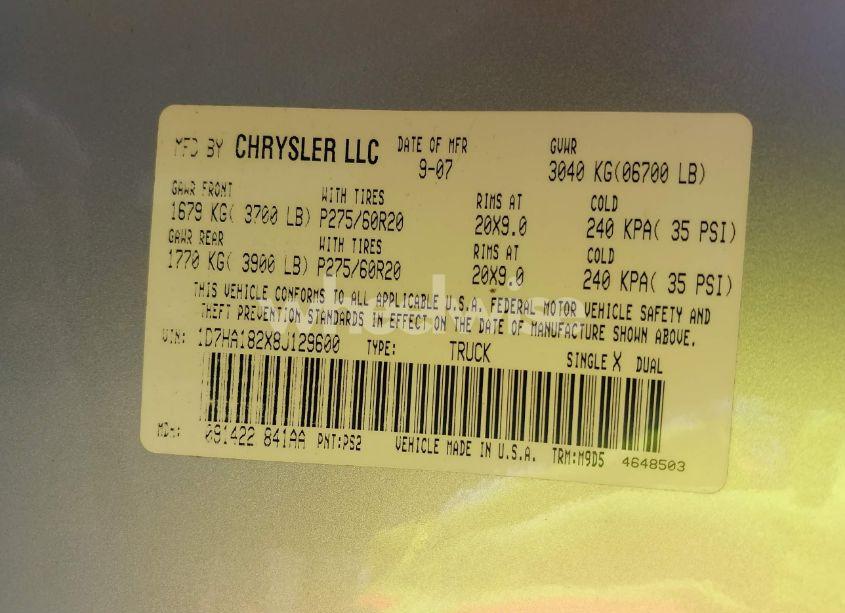 MFD BY CHRYSLER LLC DATE OF MFR 9-07 GVWR 3040 KG(06700 LB)
GAWR FRONT WITH TIRES RIMS AT COLD
1679 KG( 3700 LB) P275/60R20 20X9.0 240 KPA( 35 PSI)
GAWR REAR WITH TIRES RIMS AT COLD
1770 KG( 3900 LB) P275/60R20 20X9.0 240 KPA( 35 PSI)
THIS VEHICLE CONFORMS TO ALL APPLICABLE U.S.A. FEDERAL MOTOR VEHICLE SAFETY AND
THEFT PREVENTION STANDARDS IN EFFECT ON THE DATE OF MANUFACTURE SHOWN ABOVE.
VIN: 1D7HA182X8J129600 TYPE: TRUCK SINGLE X DUAL
MDH: 091422 841AA PNT:PS2 VEHICLE MADE IN U.S.A. TRM:M9D5 4648503